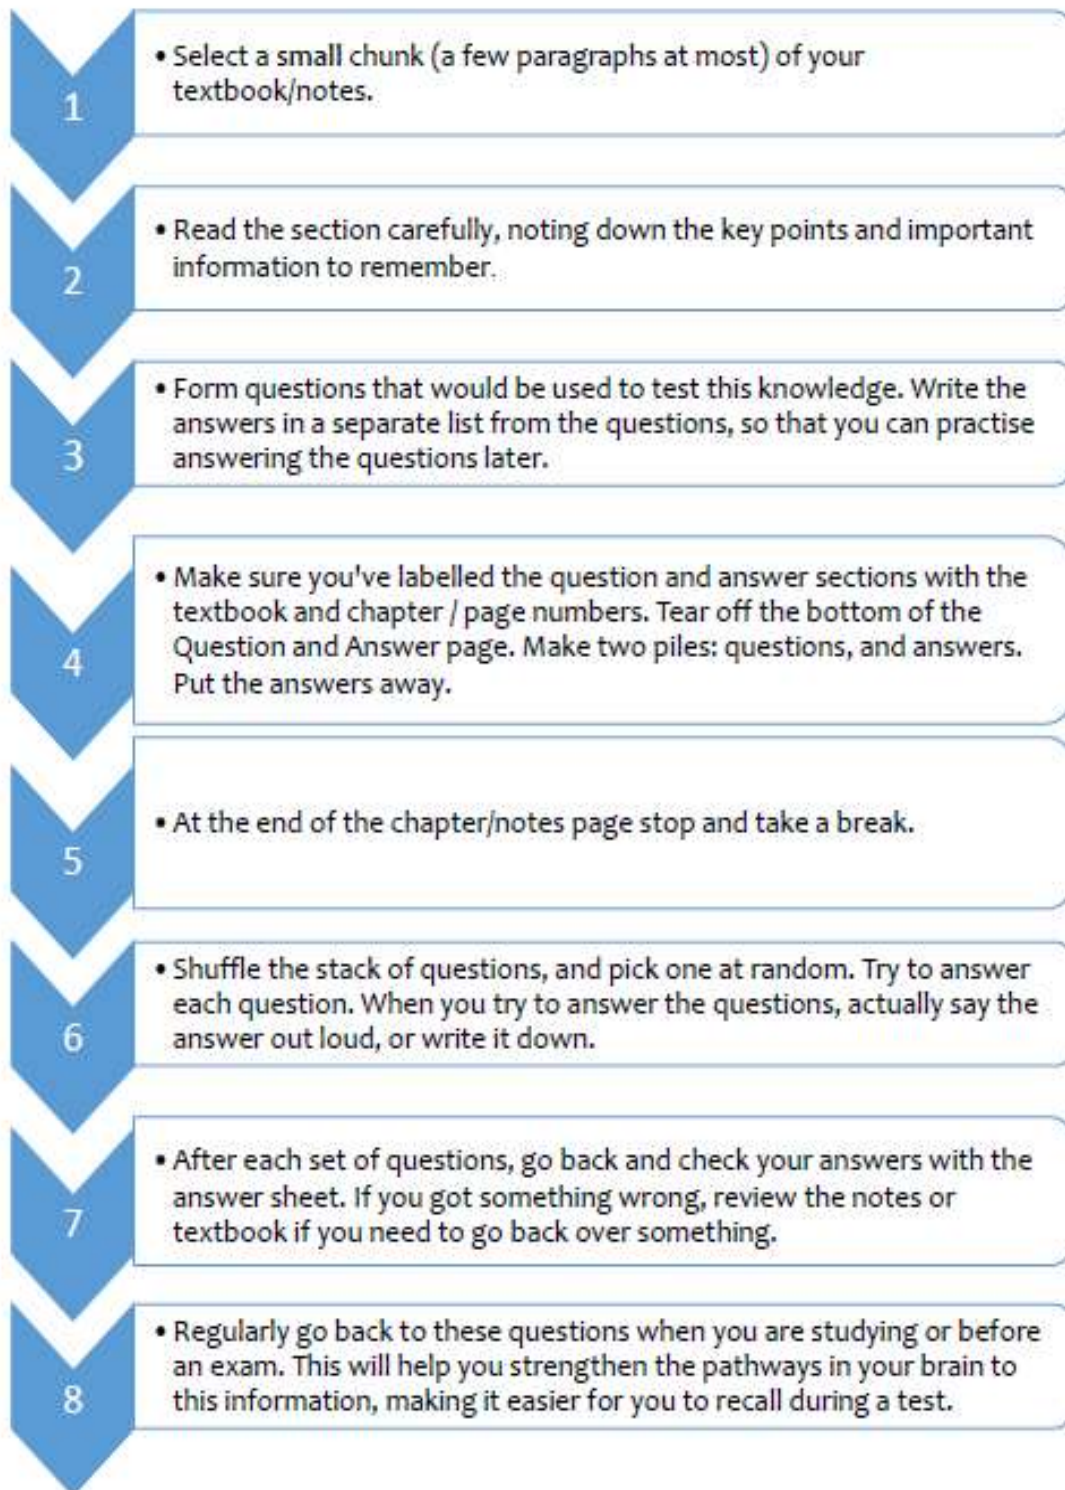 1
• Select a small chunk (a few paragraphs at most) of your
textbook/notes.
2
• Read the section carefully, noting down the key points and important
information to remember.
3
• Form questions that would be used to test this knowledge. Write the
answers in a separate list from the questions, so that you can practise
answering the questions later.
4
• Make sure you've labelled the question and answer sections with the
textbook and chapter / page numbers. Tear off the bottom of the
Question and Answer page. Make two piles: questions, and answers.
Put the answers away.
5
• At the end of the chapter/notes page stop and take a break.
6
• Shuffle the stack of questions, and pick one at random. Try to answer
each question. When you try to answer the questions, actually say the
answer out loud, or write it down.
7
• After each set of questions, go back and check your answers with the
answer sheet. If you got something wrong, review the notes or
textbook if you need to go back over something.
8
• Regularly go back to these questions when you are studying or before
an exam. This will help you strengthen the pathways in your brain to
this information, making it easier for you to recall during a test.